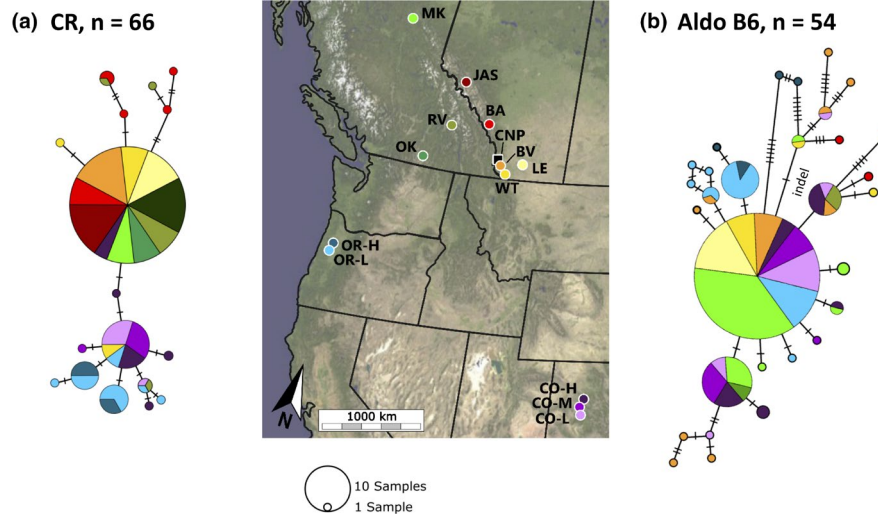 (a) CR, n = 66
(b) Aldo B6, n = 54
MK
JAS
RV
BA
CNP
OK
BV
LE
WT
indel
OR-H
OR-L
CO-H
CO-M
CO-L
N
1000 km
10 Samples
1 Sample